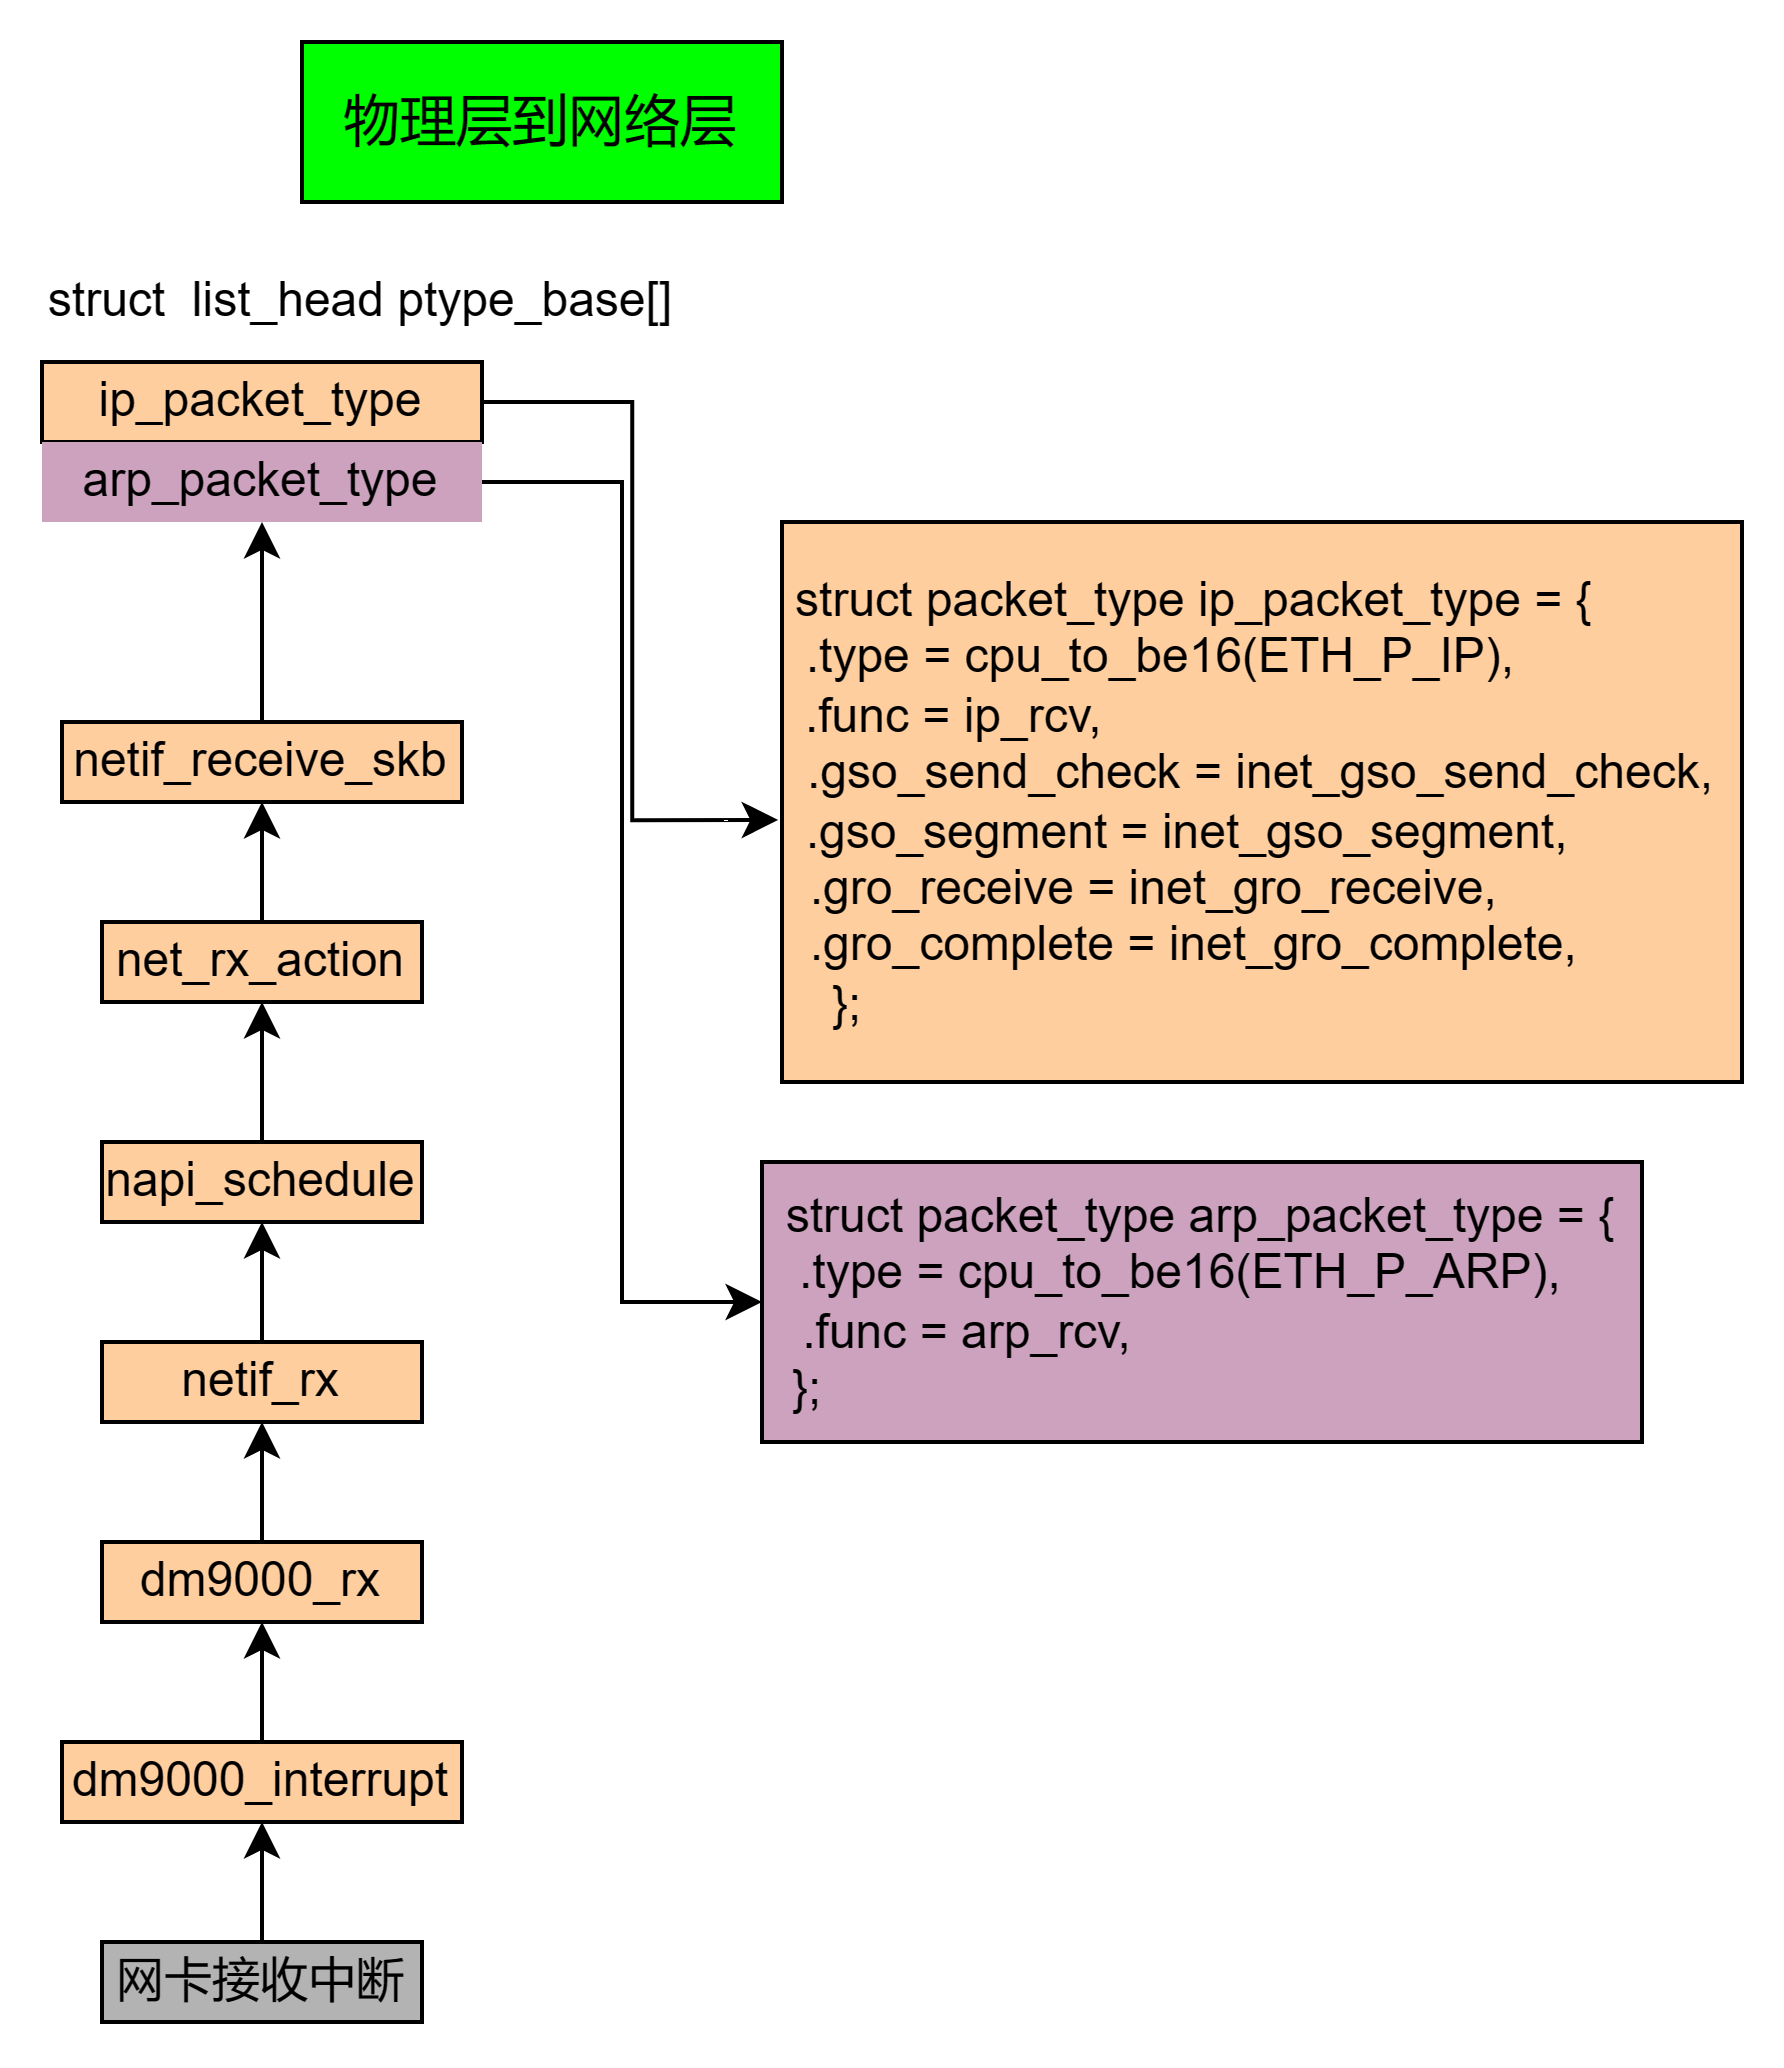 物理层到网络层
struct  list_head ptype_base[]
ip_packet_type
arp_packet_type
netif_receive_skb
net_rx_action
napi_schedule
netif_rx
dm9000_rx
dm9000_interrupt
网卡接收中断
struct packet_type ip_packet_type = {
.type = cpu_to_be16(ETH_P_IP),
.func = ip_rcv,
.gso_send_check = inet_gso_send_check,
.gso_segment = inet_gso_segment,
.gro_receive = inet_gro_receive,
.gro_complete = inet_gro_complete,
};
struct packet_type arp_packet_type = {
.type = cpu_to_be16(ETH_P_ARP),
.func = arp_rcv,
};